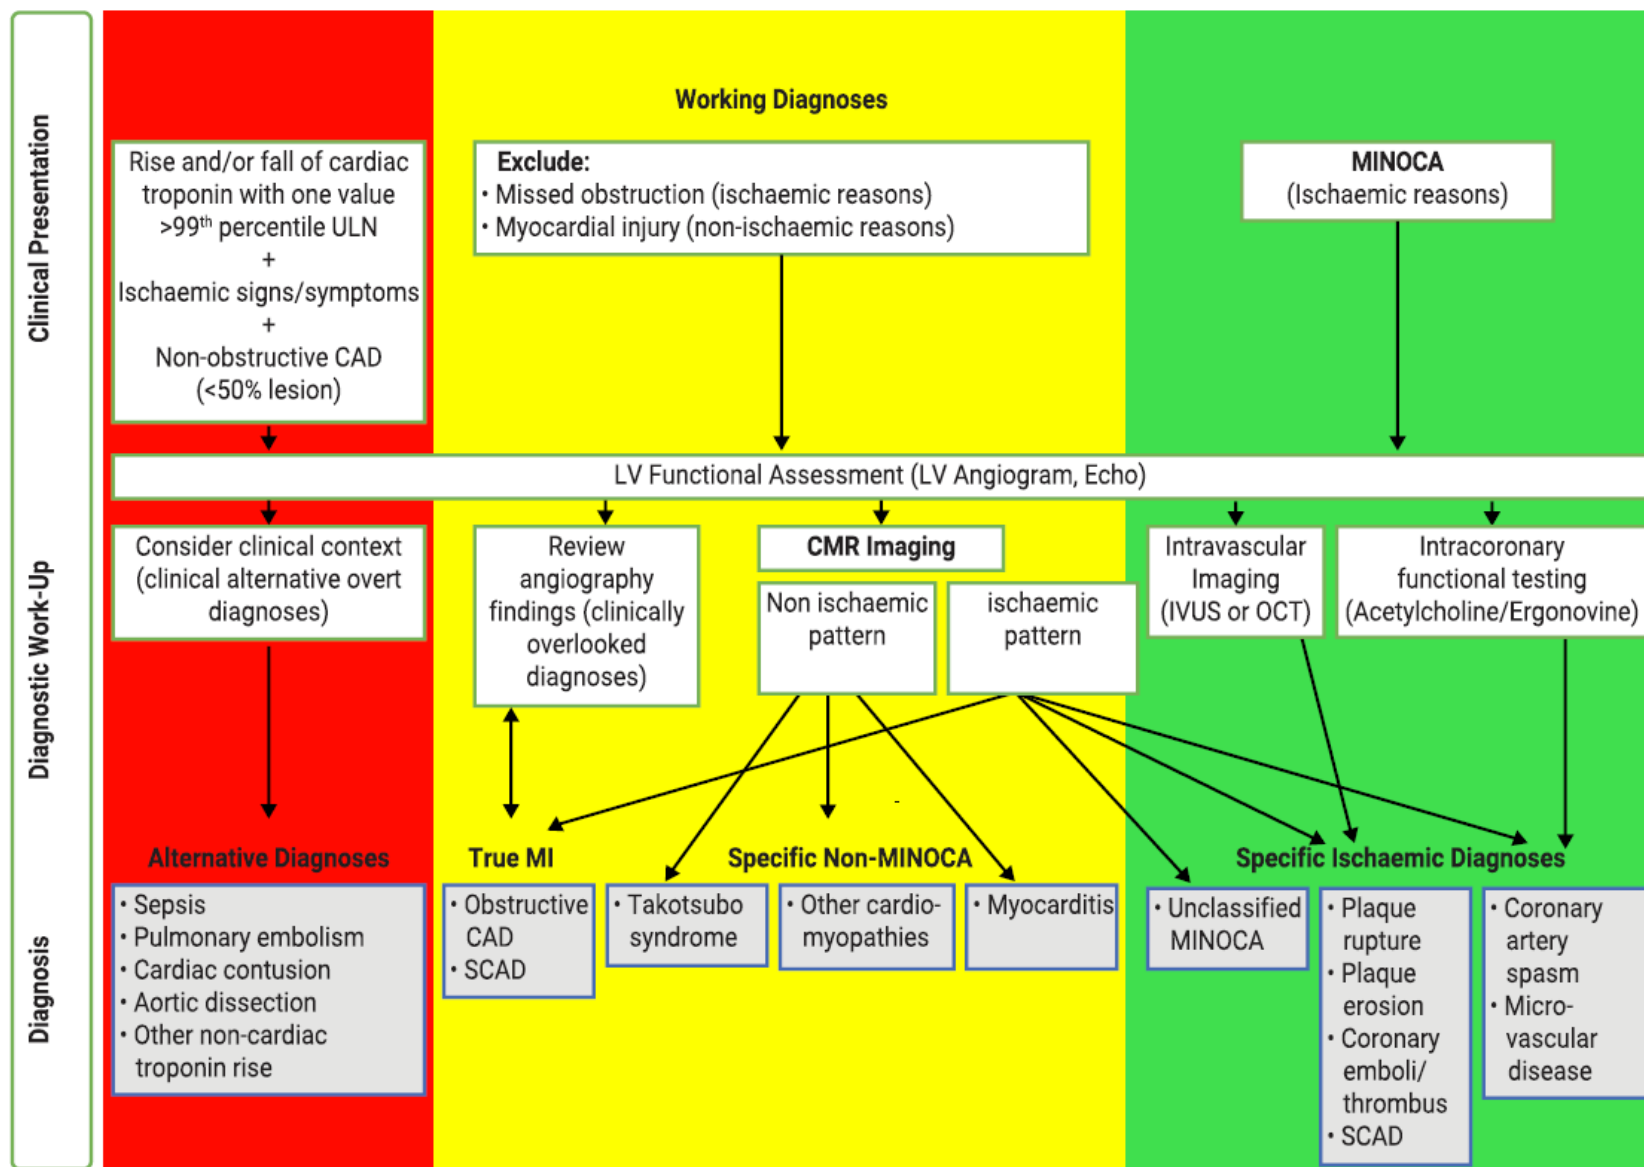 Clinical Presentation
Working Diagnoses
Rise and/or fall of cardiac
troponin with one value
>99th percentile ULN
+
Ischaemic signs/symptoms
+
Non-obstructive CAD
(<50% lesion)
Exclude:
• Missed obstruction (ischaemic reasons)
• Myocardial injury (non-ischaemic reasons)
MINOCA
(Ischaemic reasons)
Diagnostic Work-Up
LV Functional Assessment (LV Angiogram, Echo)
Consider clinical context
(clinical alternative overt
diagnoses)
Review
angiography
findings (clinically
overlooked
diagnoses)
CMR Imaging
Non ischaemic
pattern
ischaemic
pattern
Intravascular
Imaging
(IVUS or OCT)
Intracoronary
functional testing
(Acetylcholine/Ergonovine)
-
Diagnosis
Alternative Diagnoses
• Sepsis
• Pulmonary embolism
• Cardiac contusion
• Aortic dissection
• Other non-cardiac
troponin rise
True MI
• Obstructive
CAD
• SCAD
Specific Non-MINOCA
• Takotsubo
syndrome
• Other cardio-
myopathies
• Myocarditis
Specific Ischaemic Diagnoses
• Unclassified
MINOCA
• Plaque
rupture
• Plaque
erosion
• Coronary
emboli/
thrombus
• SCAD
• Coronary
artery
spasm
• Micro-
vascular
disease